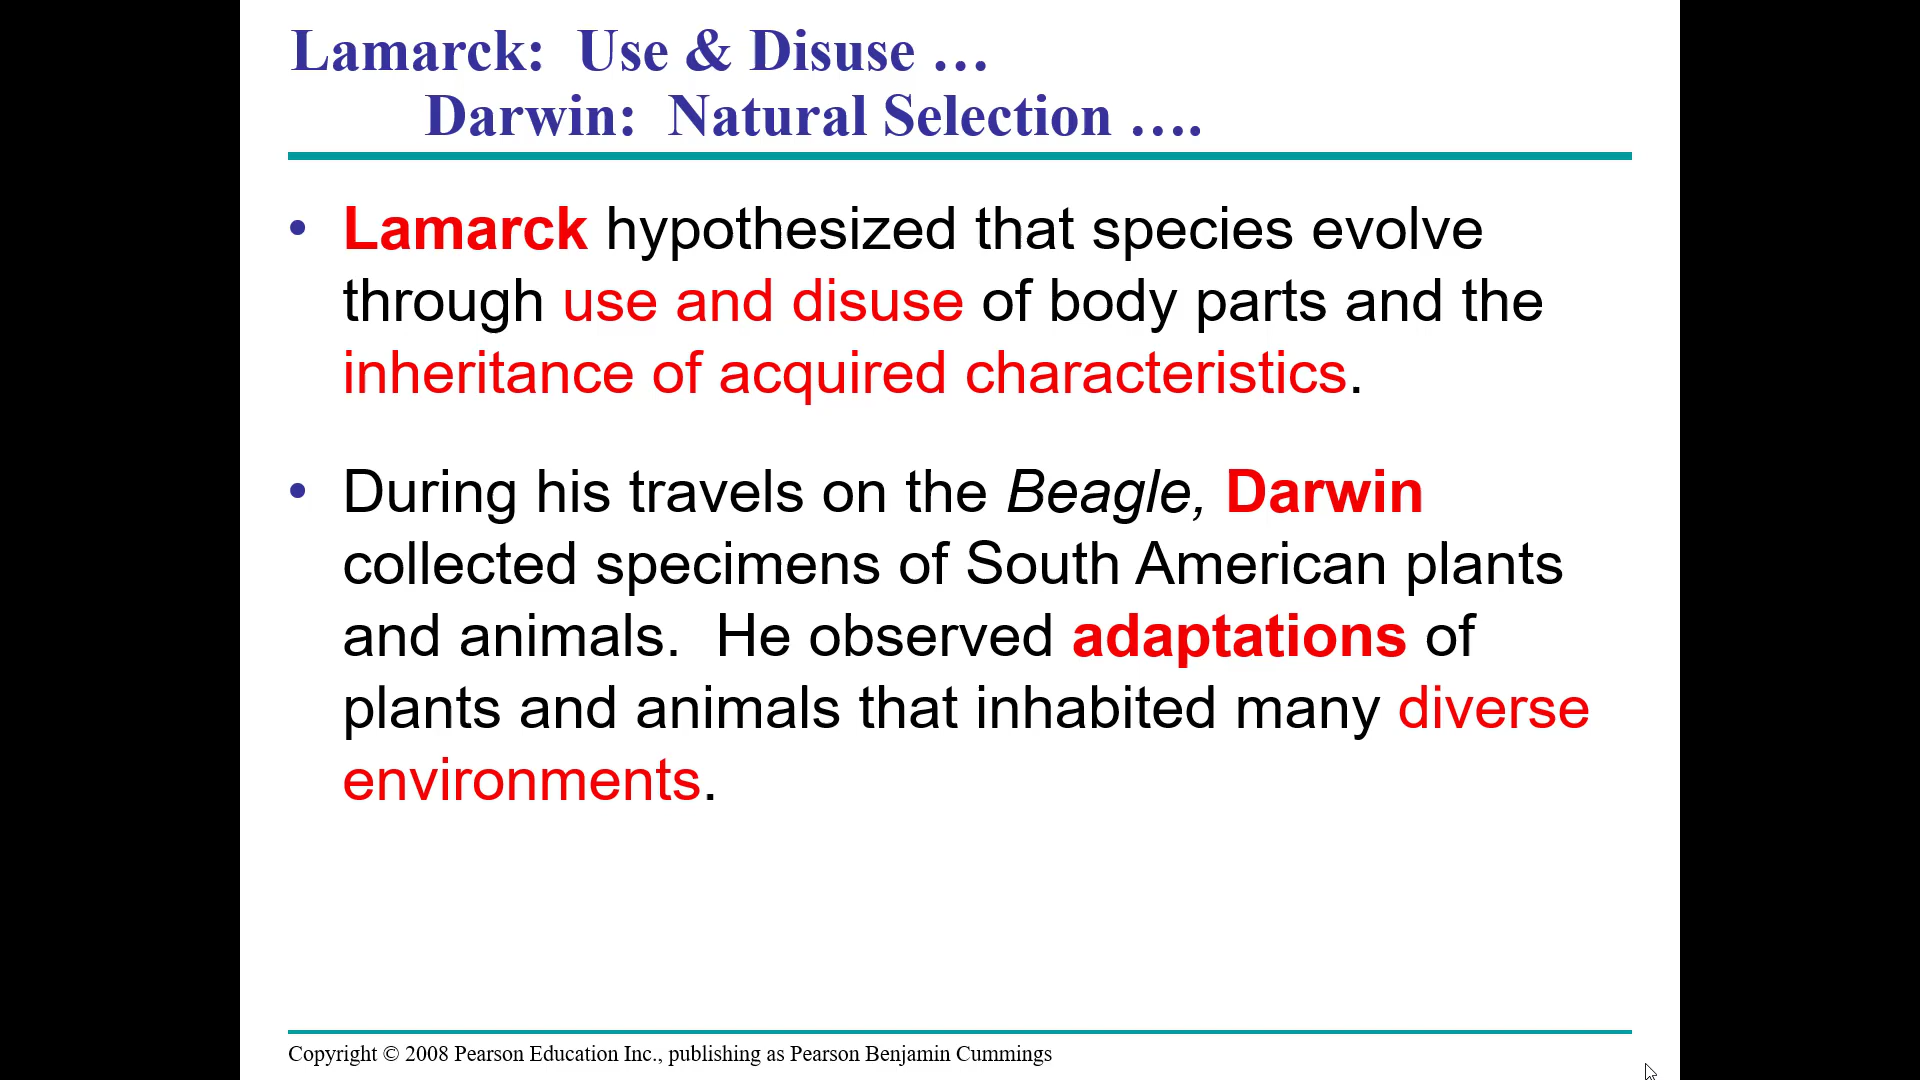 Lamarck: Use & Disuse …
Darwin: Natural Selection ….
• Lamarck hypothesized that species evolve
through use and disuse of body parts and the
inheritance of acquired characteristics.
• During his travels on the Beagle, Darwin
collected specimens of South American plants
and animals. He observed adaptations of
plants and animals that inhabited many diverse
environments.
Copyright © 2008 Pearson Education Inc., publishing as Pearson Benjamin Cummings